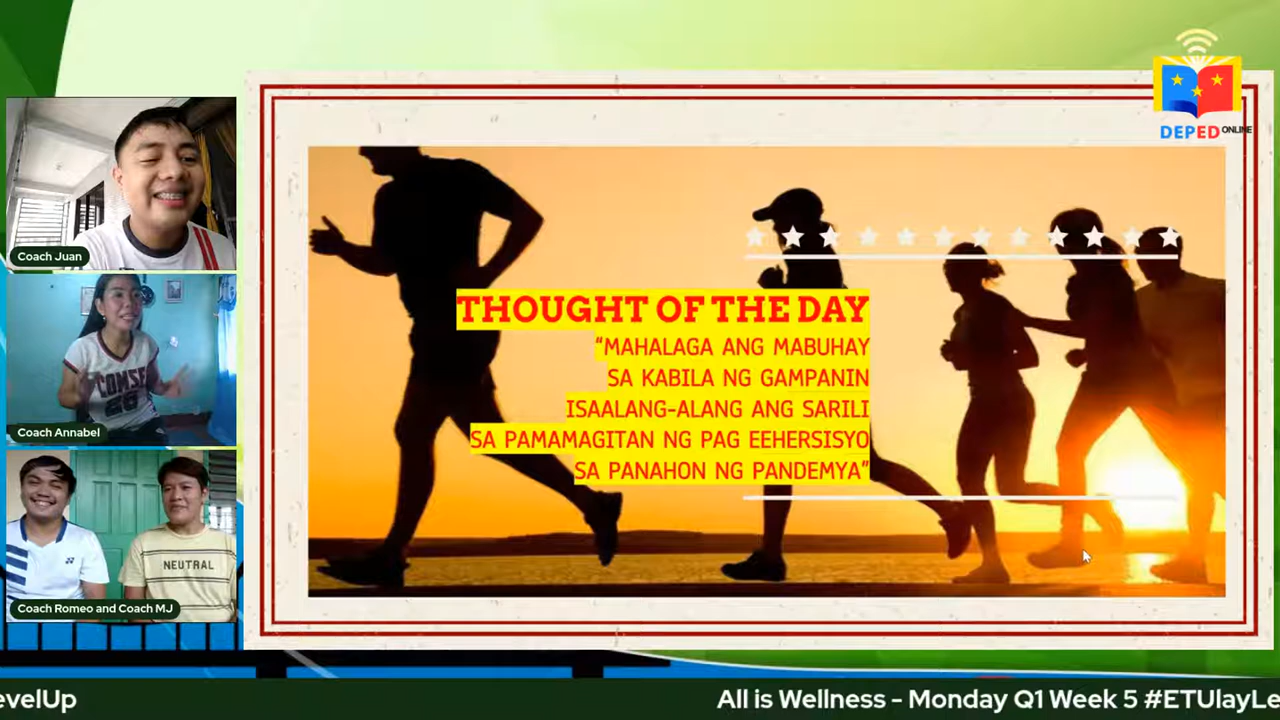 DEPED ONLINE
Coach Juan
COMSE
26
Coach Annabel
NEUTRAL
Coach Romeo and Coach MJ
THOUGHT OF THE DAY
“MAHALAGA ANG MABUHAY
SA KABILA NG GAMPANIN
ISAALANG-ALANG ANG SARILI
SA PAMAMAGITAN NG PAG EEHERSISYO
SA PANAHON NG PANDEMYA”
evelUp
All is Wellness - Monday Q1 Week 5 #ETUlayLe